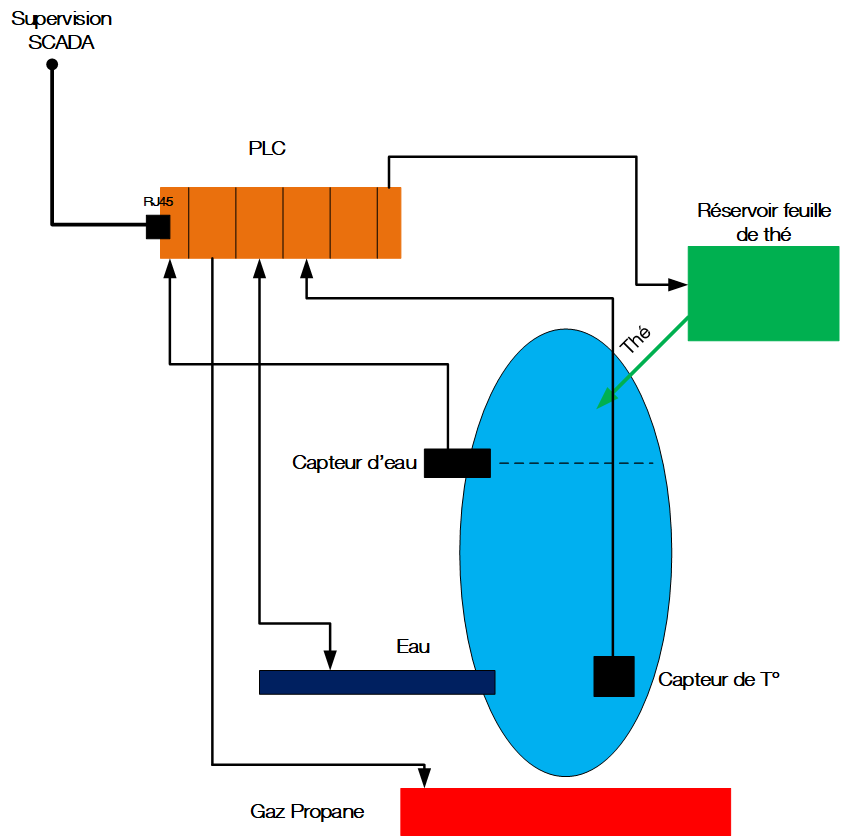 Supervision
SCADA
PLC
RJ45
Réservoir feuille
de thé
Thé
Capteur d'eau
Eau
Capteur de T°
Gaz Propane